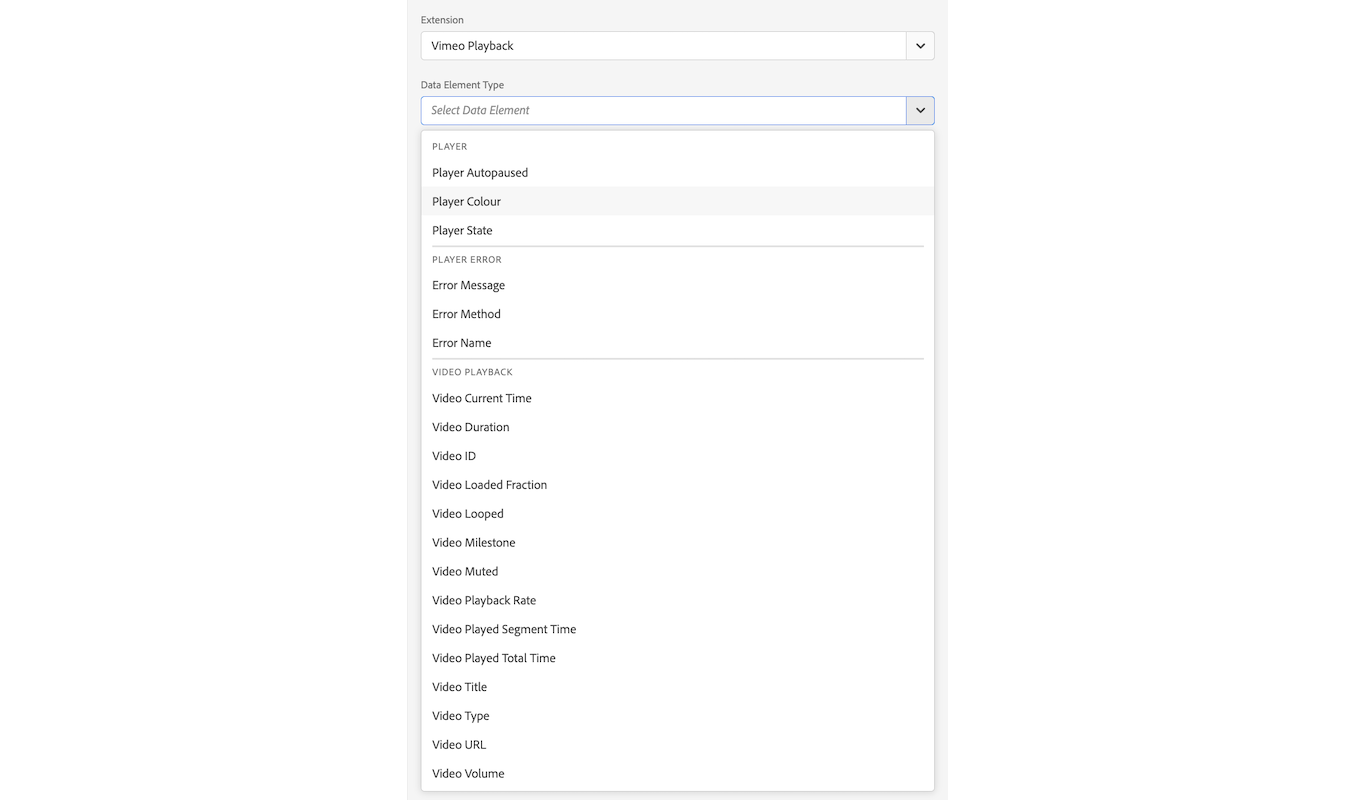 Extension
Vimeo Playback
Data Element Type
Select Data Element
PLAYER
Player Autopaused
Player Colour
Player State
PLAYER ERROR
Error Message
Error Method
Error Name
VIDEO PLAYBACK
Video Current Time
Video Duration
Video ID
Video Loaded Fraction
Video Looped
Video Milestone
Video Muted
Video Playback Rate
Video Played Segment Time
Video Played Total Time
Video Title
Video Type
Video URL
Video Volume